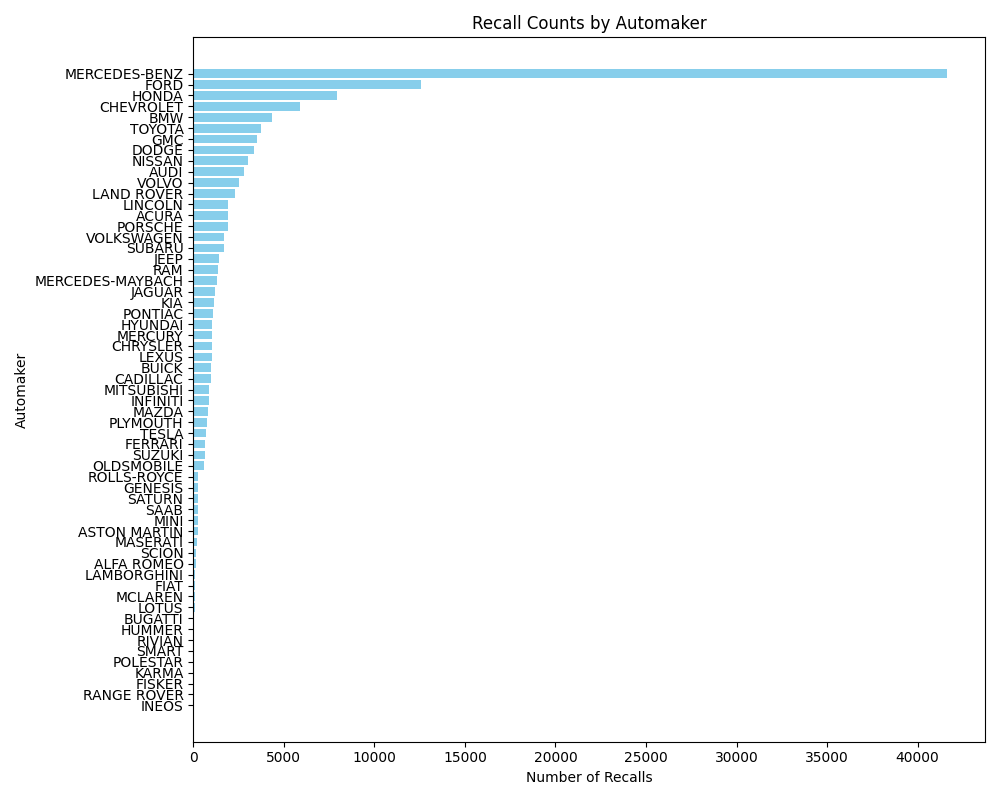 Recall Counts by Automaker
MERCEDES-BENZ
FORD
HONDA
CHEVROLET
BMW
TOYOTA
GMC
DODGE
NISSAN
AUDI
VOLVO
LAND ROVER
LINCOLN
ACURA
PORSCHE
VOLKSWAGEN
SUBARU
JEEP
RAM
MERCEDES-MAYBACH
JAGUAR
KIA
PONTIAC
HYUNDAI
MERCURY
CHRYSLER
LEXUS
BUICK
CADILLAC
MITSUBISHI
INFINITI
MAZDA
PLYMOUTH
TESLA
FERRARI
SUZUKI
OLDSMOBILE
ROLLS-ROYCE
GENESIS
SATURN
SAAB
MINI
ASTON MARTIN
MASERATI
SCION
ALFA ROMEO
LAMBORGHINI
FIAT
MCLAREN
LOTUS
BUGATTI
HUMMER
RIVIAN
SMART
POLESTAR
KARMA
FISKER
RANGE ROVER
INEOS
Automaker
0 5000 10000 15000 20000 25000 30000 35000 40000
Number of Recalls